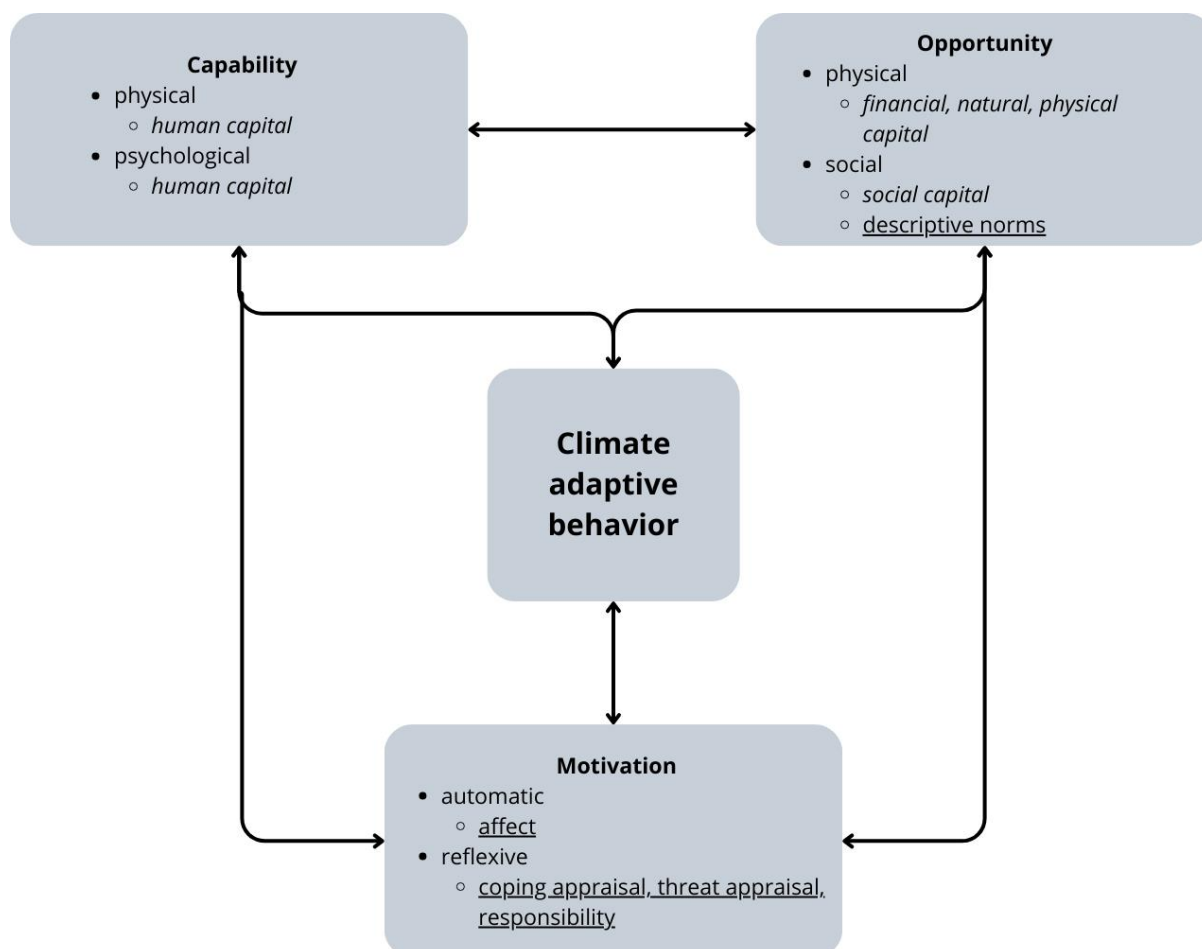 Capability
• physical
◦ human capital
• psychological
◦ human capital
Opportunity
• physical
◦ financial, natural, physical
capital
• social
◦ social capital
◦ descriptive norms
Climate
adaptive
behavior
Motivation
• automatic
◦ affect
• reflexive
◦ coping appraisal, threat appraisal,
responsibility